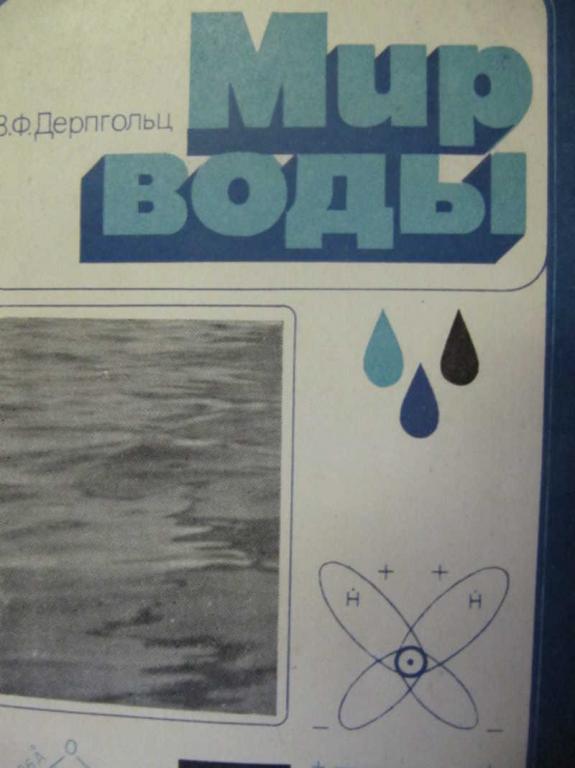 Мир
В.Ф.Дерпгольц
воды
+ +
Н Н
− −
О